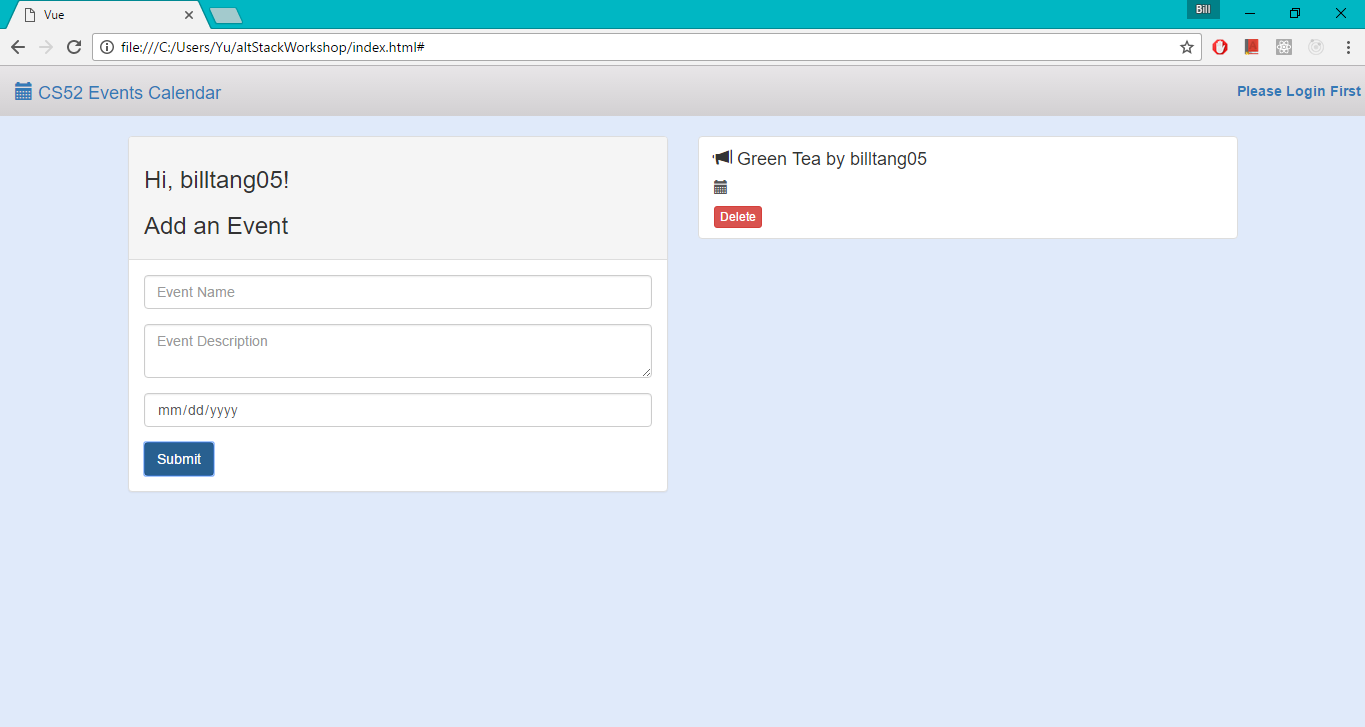 Vue
Bill
file:///C:/Users/Yu/altStackWorkshop/index.html#
CS52 Events Calendar
Please Login First
Hi, billtang05!
Add an Event
Event Name
Event Description
mm/dd/yyyy
Submit
Green Tea by billtang05
Delete